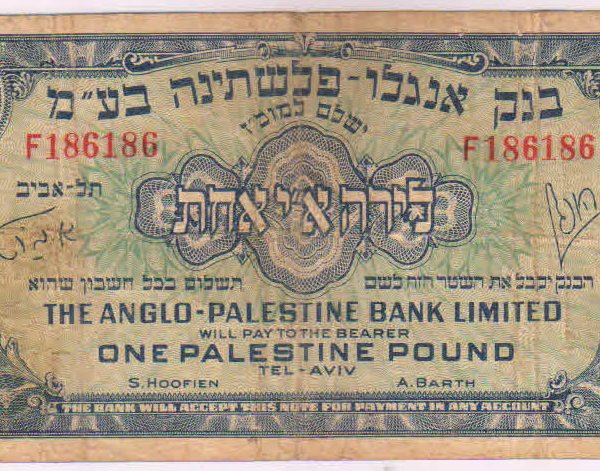 בנק אנגלו-פלשתינה בע״מ
ישלם למוכ״ז
F186186 F186186
תל-אביב
לירה א״י אחת
הבנק יקבל את השטר הזה לשם תשלום בכל חשבון שהוא
THE ANGLO-PALESTINE BANK LIMITED
WILL PAY TO THE BEARER
ONE PALESTINE POUND
TEL-AVIV
S. HOOFIEN A. BARTH
THE BANK WILL ACCEPT THIS NOTE FOR PAYMENT IN ANY ACCOUNT